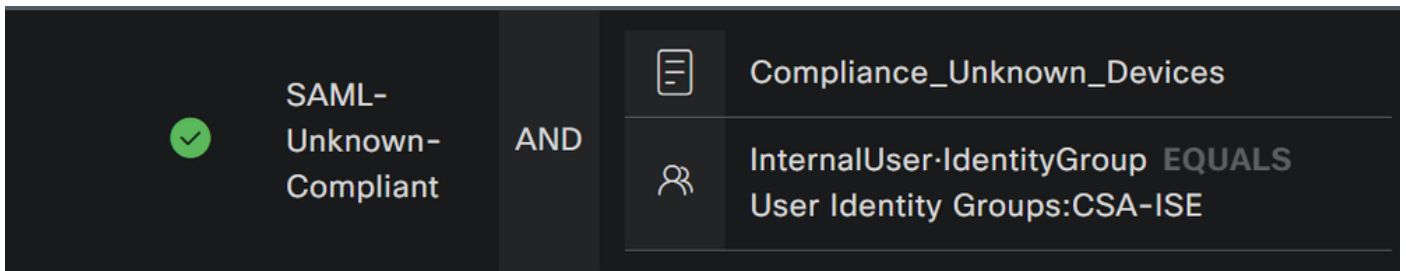 SAML-
Unknown-
Compliant
AND
Compliance_Unknown_Devices
InternalUser·IdentityGroup EQUALS
User Identity Groups:CSA-ISE